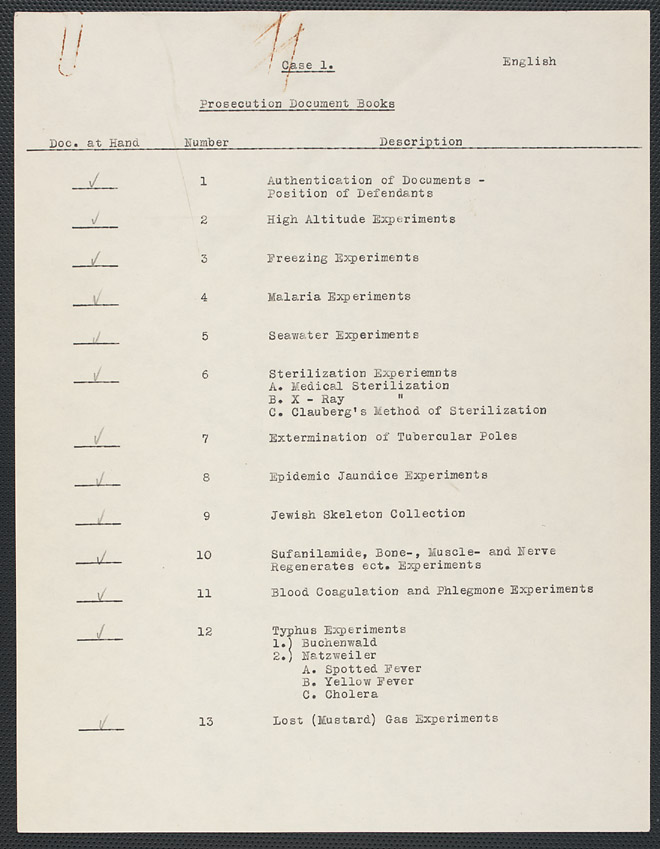 Case 1.
English
Prosecution Document Books
Doc. at Hand Number Description
✓ 1 Authentication of Documents -
Position of Defendants
✓ 2 High Altitude Experiments
✓ 3 Freezing Experiments
✓ 4 Malaria Experiments
✓ 5 Seawater Experiments
✓ 6 Sterilization Experiemnts
A. Medical Sterilization
B. X - Ray "
C. Clauberg's Method of Sterilization
✓ 7 Extermination of Tubercular Poles
✓ 8 Epidemic Jaundice Experiments
✓ 9 Jewish Skeleton Collection
✓ 10 Sufanilamide, Bone-, Muscle- and Nerve
Regenerates ect. Experiments
✓ 11 Blood Coagulation and Phlegmone Experiments
✓ 12 Typhus Experiments
1.) Buchenwald
2.) Natzweiler
A. Spotted Fever
B. Yellow Fever
C. Cholera
✓ 13 Lost (Mustard) Gas Experiments